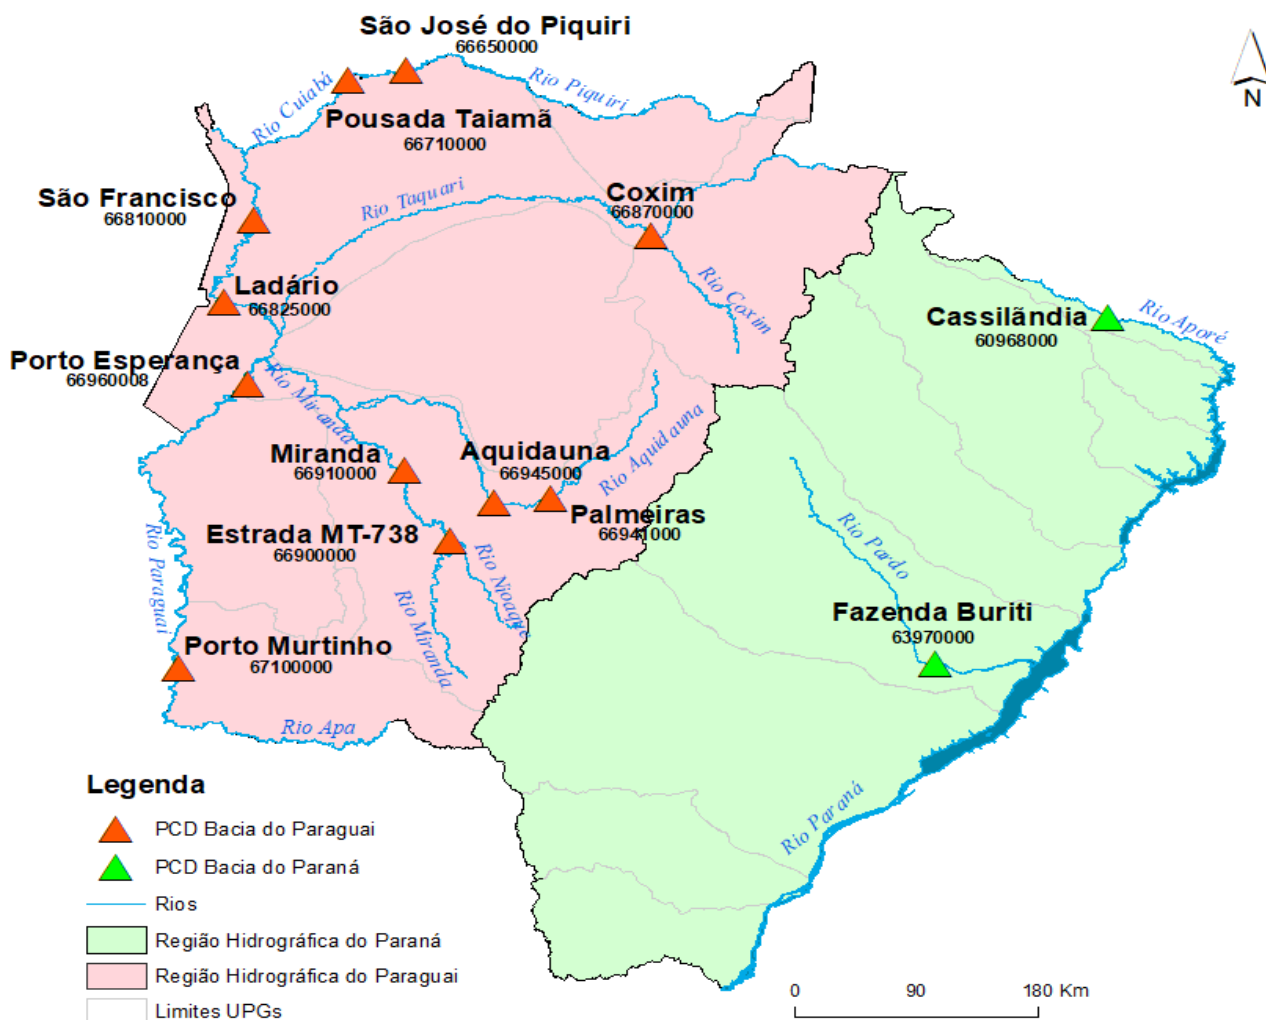 São José do Piquiri
66650000
Rio Cuiabá
Rio Piquiri
N
Pousada Taiamã
66710000
São Francisco
66810000
Rio Taquari
Coxim
66870000
Ladário
66825000
Rio Coxim
Cassilãndia
60968000
Rio Aporé
Porto Esperança
66960008
Rio Miranda
Miranda
66910000
Aquidauna
66945000
Rio Aquidauna
Palmeiras
66941000
Estrada MT-738
66900000
Rio Nioaque
Rio Pardo
Rio Paraguai
Rio Miranda
Fazenda Buriti
63970000
Porto Murtinho
67100000
Rio Apa
Rio Paraná
Legenda
PCD Bacia do Paraguai
PCD Bacia do Paraná
Rios
Região Hidrográfica do Paraná
Região Hidrográfica do Paraguai
Limites UPGs
0 90 180 Km